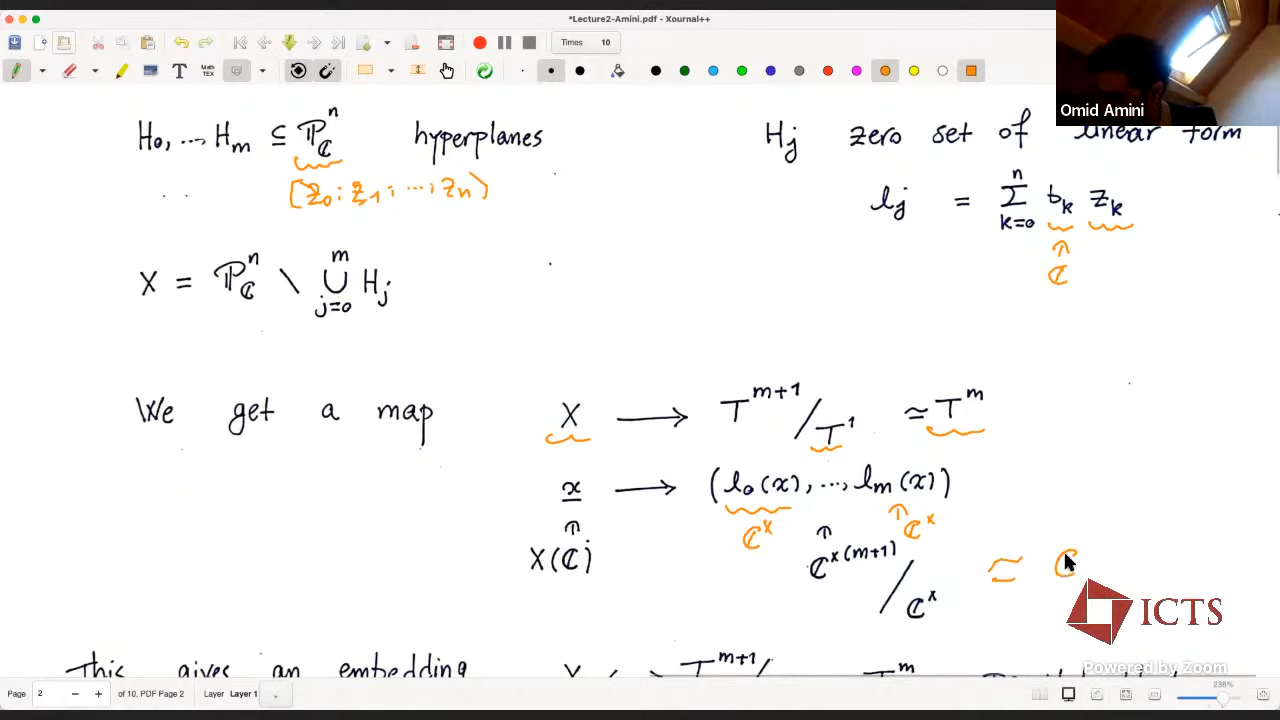 *Lecture2-Amini.pdf - Xournal++
Times 10
Omid Amini
H₀, ... Hₘ ⊆ ℙⁿ_ℂ hyperplanes
Hⱼ zero set of linear form
[z₀ : z₁ : ... : zₙ)
ℓⱼ = Σ_{k=0}^{n} bₖ zₖ
↑
ℂ
X = ℙⁿ_ℂ \ ⋃_{j=0}^{m} Hⱼ
We get a map X ⟶ T^{m+1} / T¹ ≃ T^m
x ⟶ (ℓ₀(x), ..., ℓₘ(x))
ℂ^× ↑ ℂ^×
↑ ↑
X(ℂ) ℂ^{×(m+1)} / ℂ^× ≃ ℂ
ICTS
This gives an embedding
Powered by Zoom
Page 2 of 10, PDF Page 2 Layer Layer 1 236%